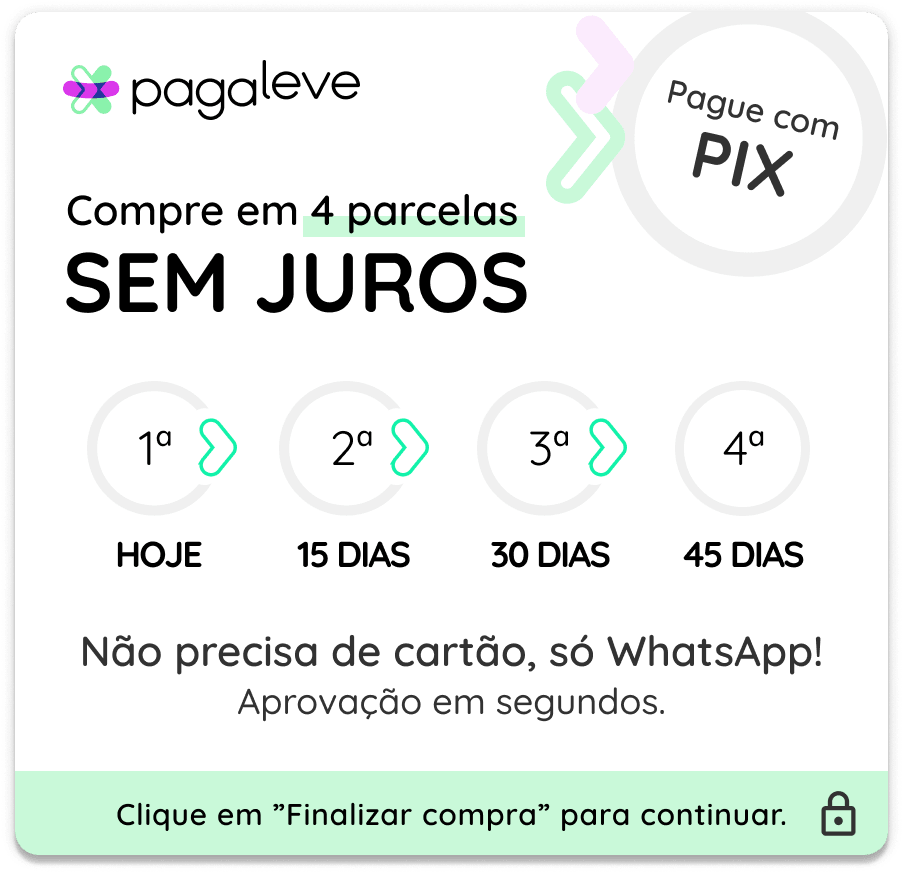 pagaleve
Pague com
PIX
Compre em 4 parcelas
SEM JUROS
1ª
2ª
3ª
4ª
HOJE
15 DIAS
30 DIAS
45 DIAS
Não precisa de cartão, só WhatsApp!
Aprovação em segundos.
Clique em ”Finalizar compra” para continuar.